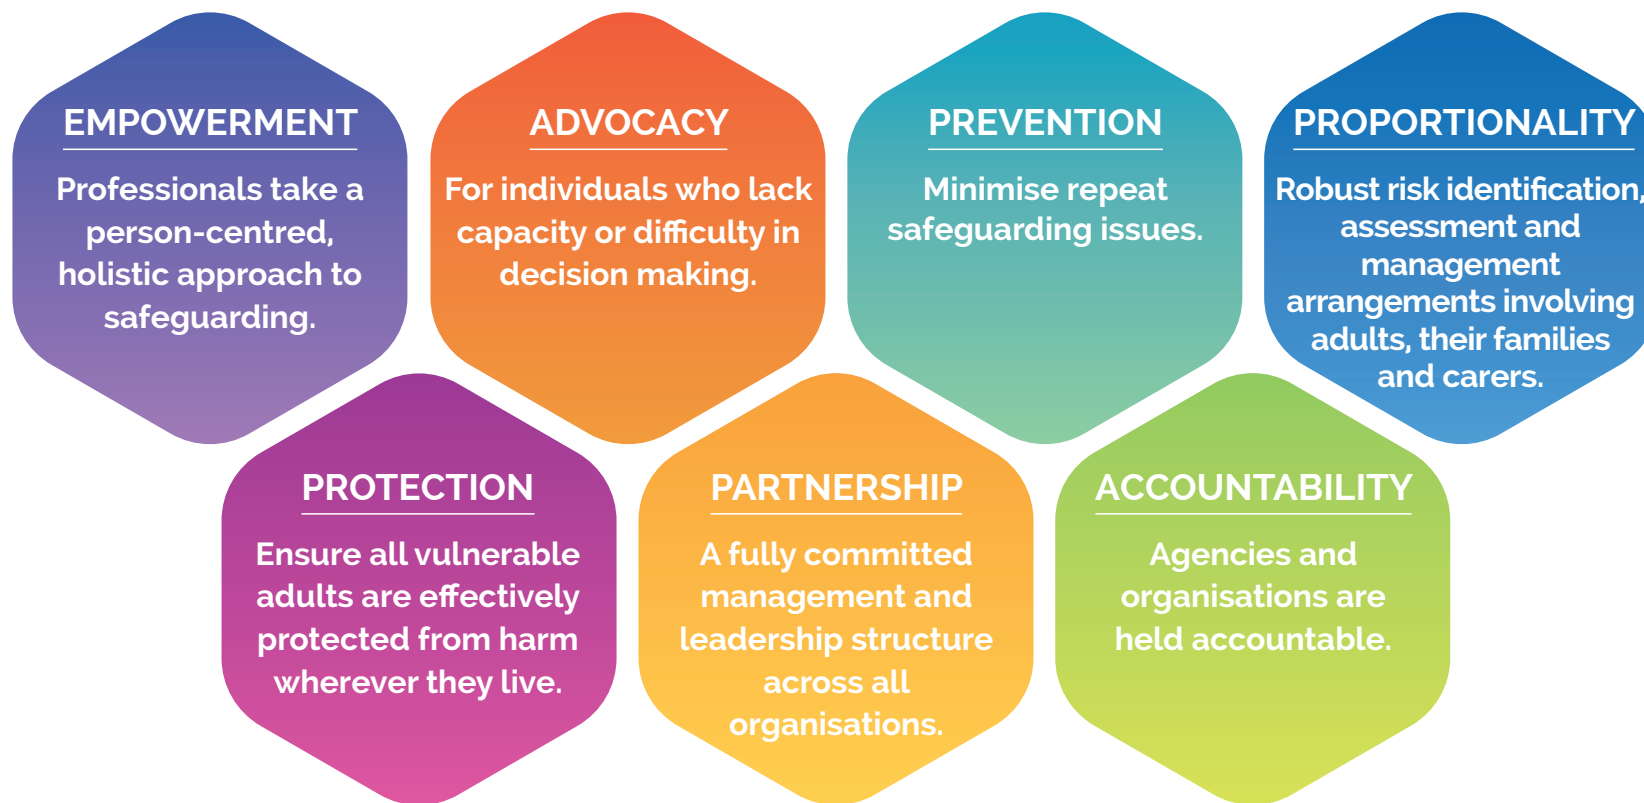 EMPOWERMENT
Professionals take a
person-centred,
holistic approach to
safeguarding.
ADVOCACY
For individuals who lack
capacity or difficulty in
decision making.
PREVENTION
Minimise repeat
safeguarding issues.
PROPORTIONALITY
Robust risk identification,
assessment and
management
arrangements involving
adults, their families
and carers.
PROTECTION
Ensure all vulnerable
adults are effectively
protected from harm
wherever they live.
PARTNERSHIP
A fully committed
management and
leadership structure
across all
organisations.
ACCOUNTABILITY
Agencies and
organisations are
held accountable.